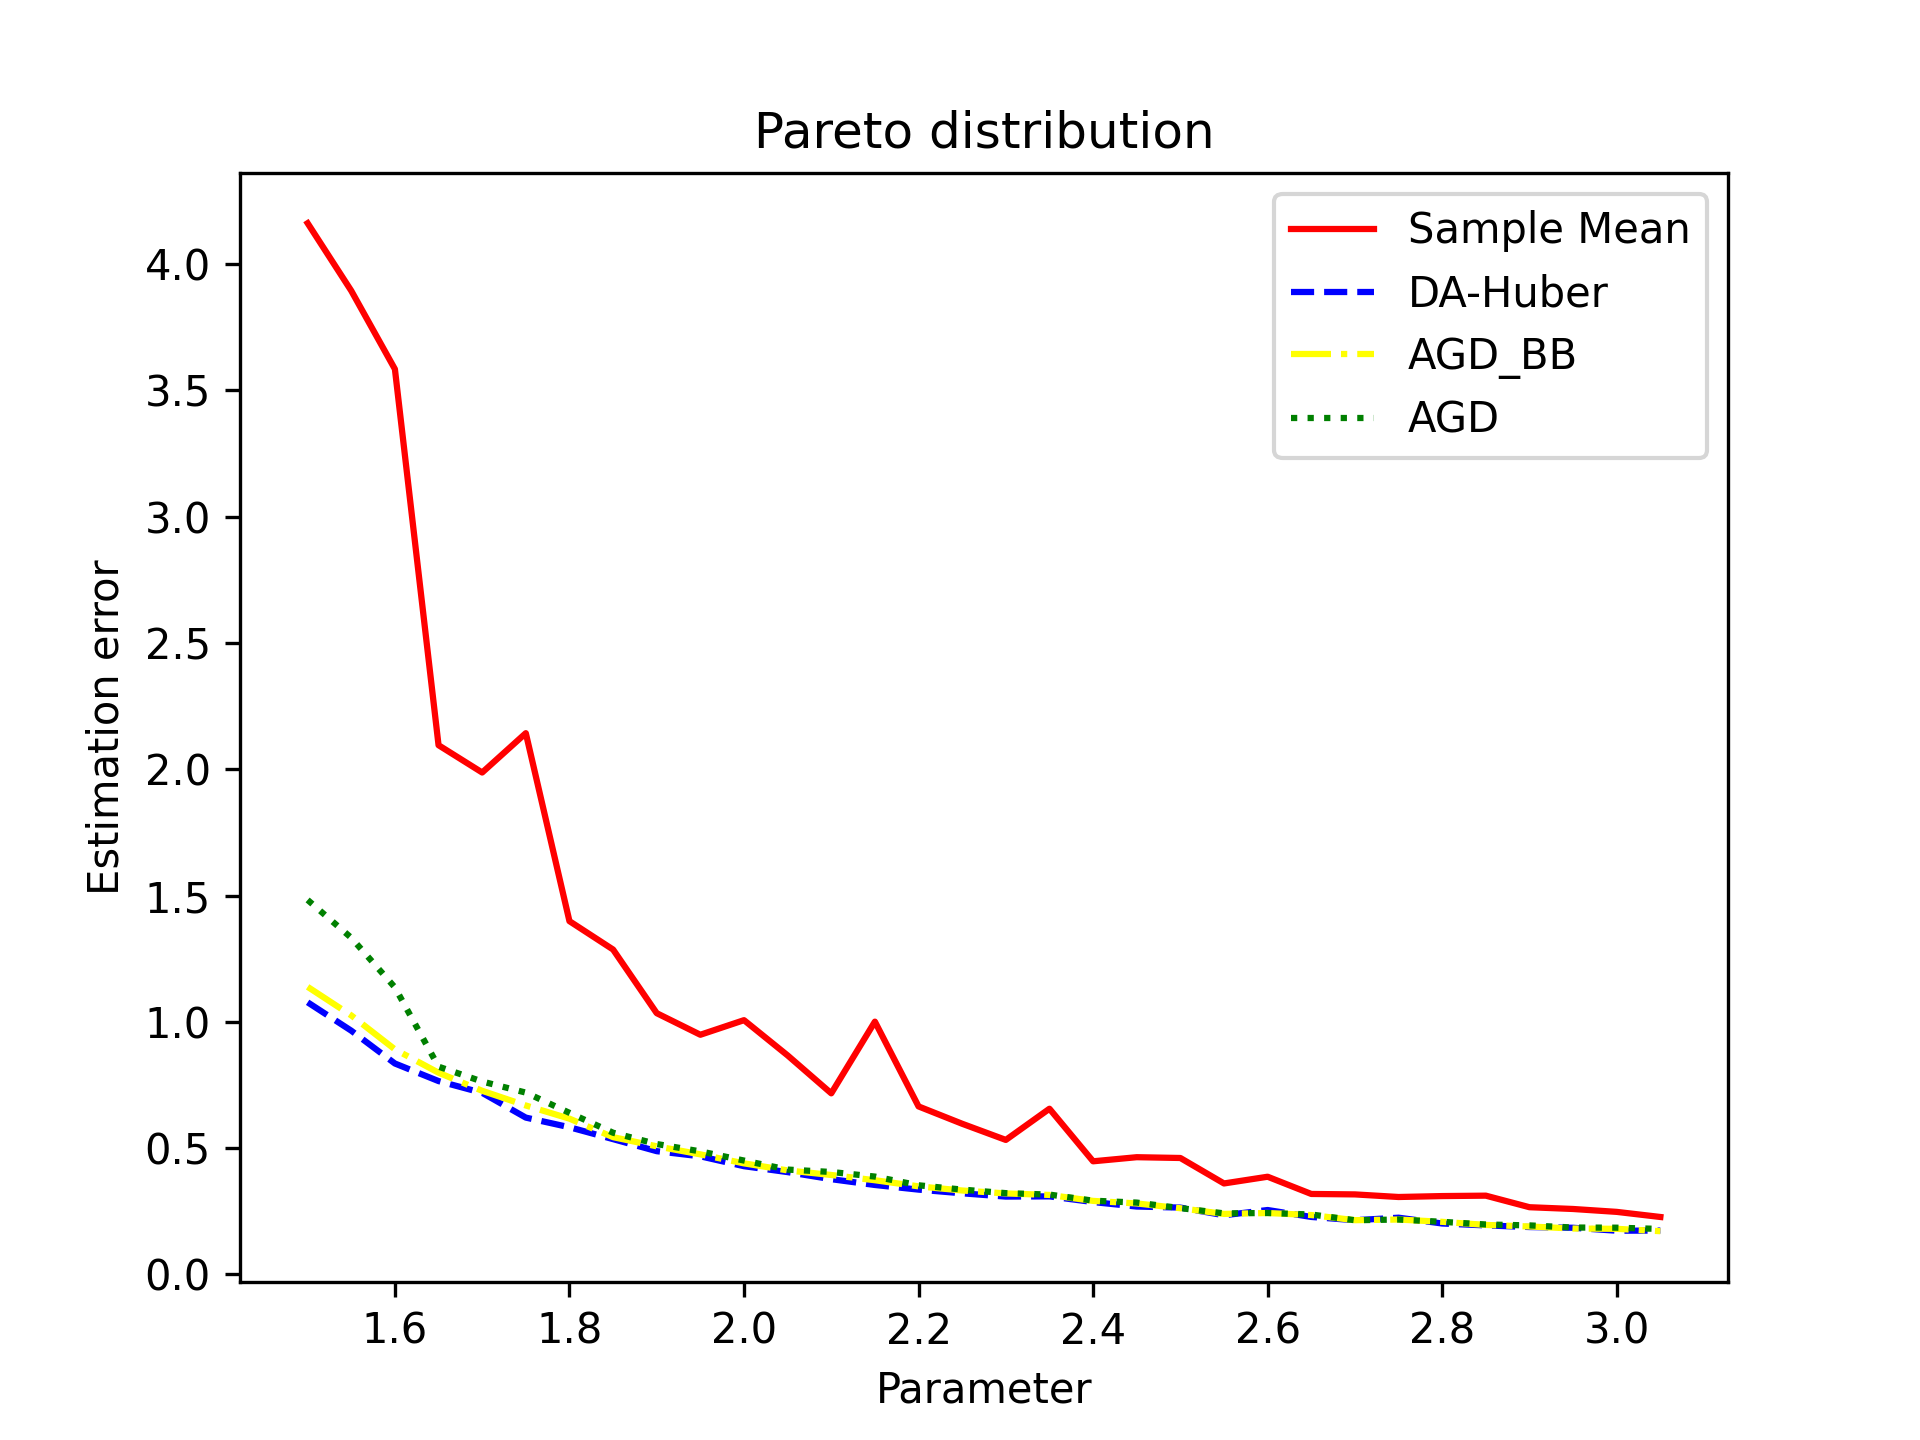 Pareto distribution
Sample Mean
DA-Huber
AGD_BB
AGD
4.0
3.5
3.0
2.5
2.0
1.5
1.0
0.5
0.0
Estimation error
1.6 1.8 2.0 2.2 2.4 2.6 2.8 3.0
Parameter